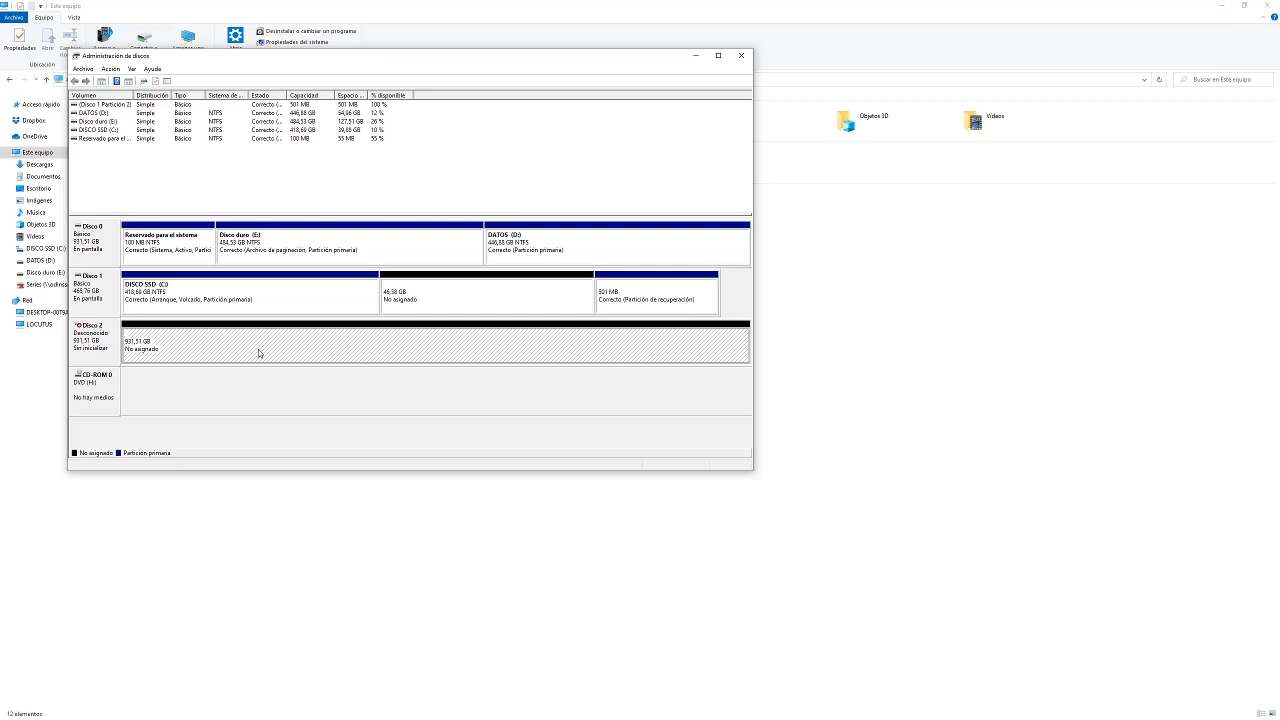 Este equipo
Archivo Equipo Vista
Propiedades Abrir
Desinstalar o cambiar un programa
Propiedades del sistema
Ubicación
Buscar en Este equipo
Acceso rápido
Dropbox
OneDrive
Este equipo
Descargas
Documentos
Escritorio
Imágenes
Música
Objetos 3D
Vídeos
DISCO SSD (C:)
DATOS (D:)
Disco duro (E:)
Series (\\odinss
Red
DESKTOP-00T9A
LOCUTUS
Objetos 3D
Vídeos
Administración de discos
Archivo Acción Ver Ayuda
Volumen Distribución Tipo Sistema de ... Estado Capacidad Espacio ... % disponible
(Disco 1 Partición 2) Simple Básico Correcto (... 501 MB 501 MB 100 %
DATOS (D:) Simple Básico NTFS Correcto (... 446,88 GB 54,96 GB 12 %
Disco duro (E:) Simple Básico NTFS Correcto (... 484,53 GB 127,51 GB 26 %
DISCO SSD (C:) Simple Básico NTFS Correcto (... 418,69 GB 39,88 GB 10 %
Reservado para el ... Simple Básico NTFS Correcto (... 100 MB 55 MB 55 %
Disco 0
Básico
931,51 GB
En pantalla
Reservado para el sistema
100 MB NTFS
Correcto (Sistema, Activo, Partici
Disco duro (E:)
484,53 GB NTFS
Correcto (Archivo de paginación, Partición primaria)
DATOS (D:)
446,88 GB NTFS
Correcto (Partición primaria)
Disco 1
Básico
465,76 GB
En pantalla
DISCO SSD (C:)
418,69 GB NTFS
Correcto (Arranque, Volcado, Partición primaria)
46,58 GB
No asignado
501 MB
Correcto (Partición de recuperación)
Disco 2
Desconocido
931,51 GB
Sin inicializar
931,51 GB
No asignado
CD-ROM 0
DVD (H:)
No hay medios
No asignado Partición primaria
12 elementos